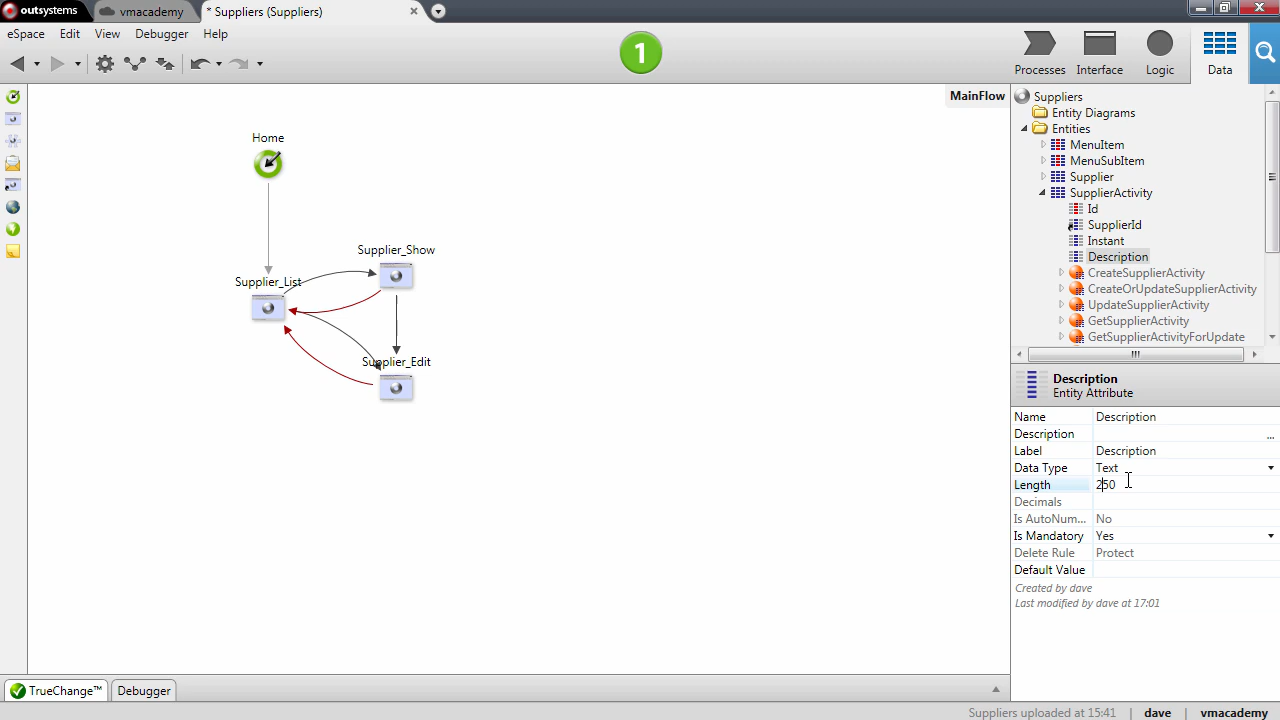 outsystems
vmacademy
* Suppliers (Suppliers)
eSpace Edit View Debugger Help
1
Processes Interface Logic Data
MainFlow
Home
Supplier_Show
Supplier_List
Supplier_Edit
Suppliers
Entity Diagrams
Entities
MenuItem
MenuSubItem
Supplier
SupplierActivity
Id
SupplierId
Instant
Description
CreateSupplierActivity
CreateOrUpdateSupplierActivity
UpdateSupplierActivity
GetSupplierActivity
GetSupplierActivityForUpdate
Description
Entity Attribute
Name Description
Description ...
Label Description
Data Type Text
Length 250
Decimals
Is AutoNum... No
Is Mandatory Yes
Delete Rule Protect
Default Value
Created by dave
Last modified by dave at 17:01
TrueChange™ Debugger
Suppliers uploaded at 15:41 dave vmacademy